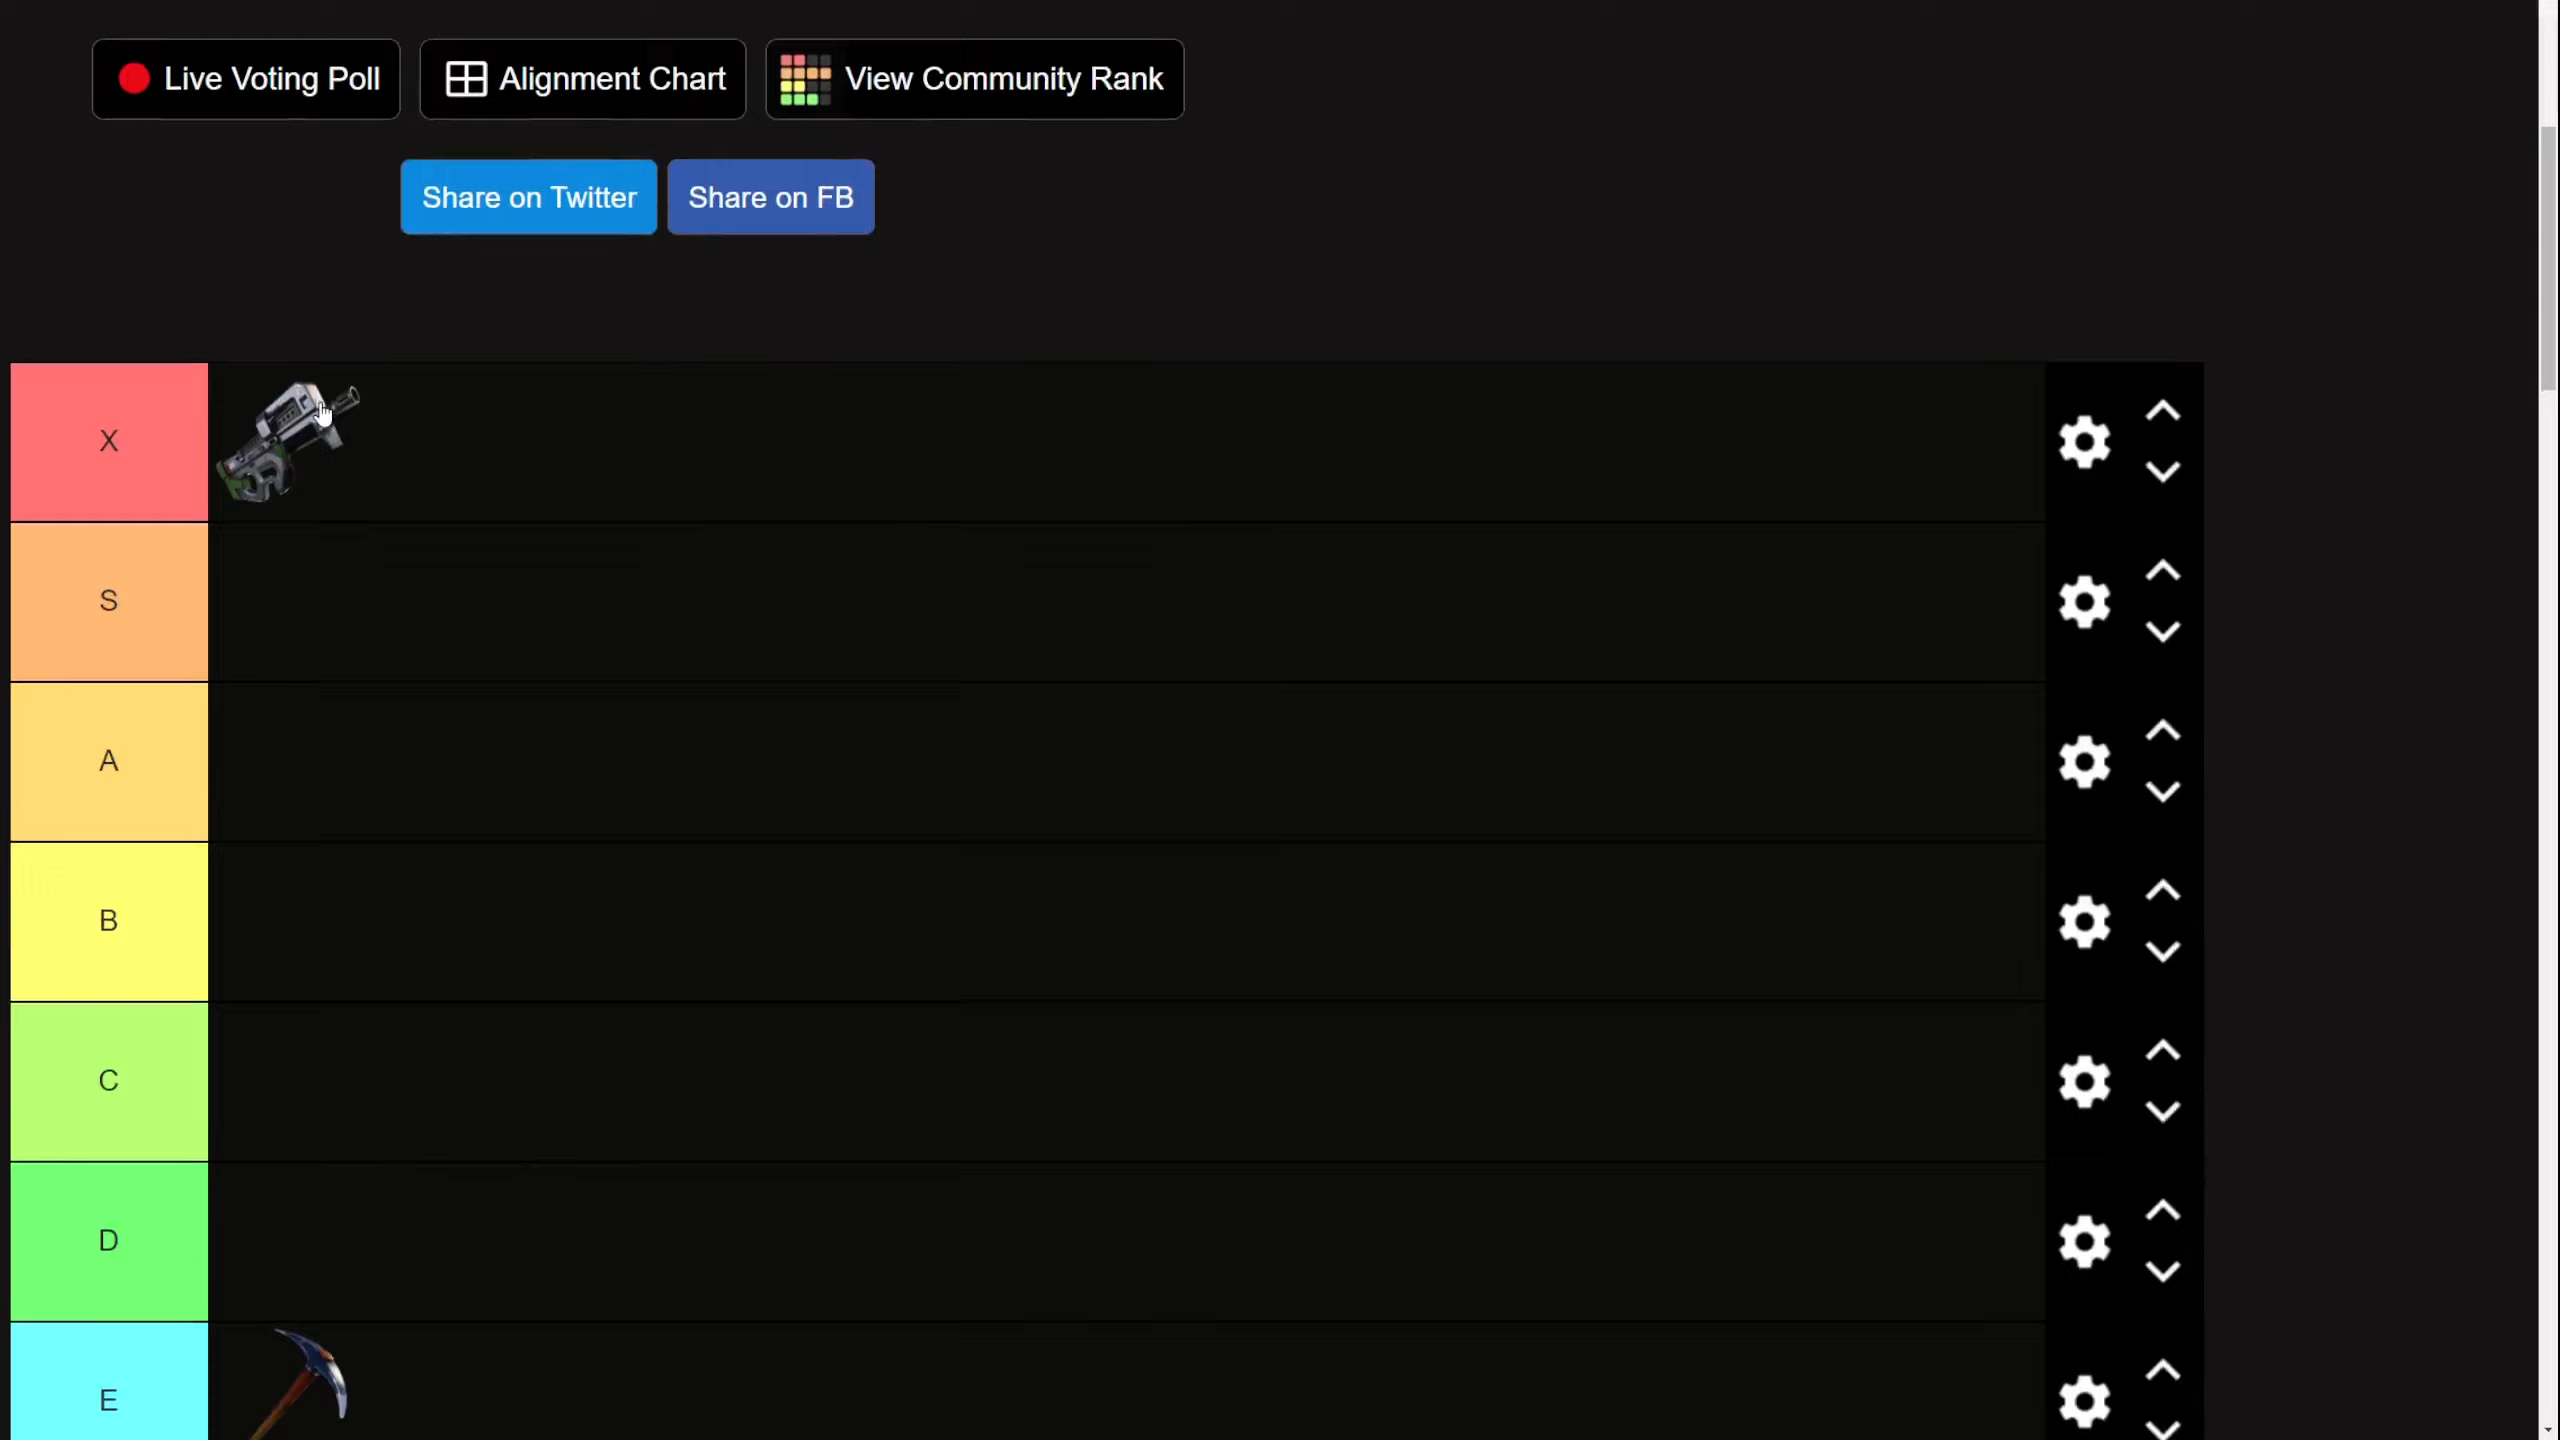 Live Voting Poll
Alignment Chart
View Community Rank
Share on Twitter
Share on FB
X
S
A
B
C
D
E